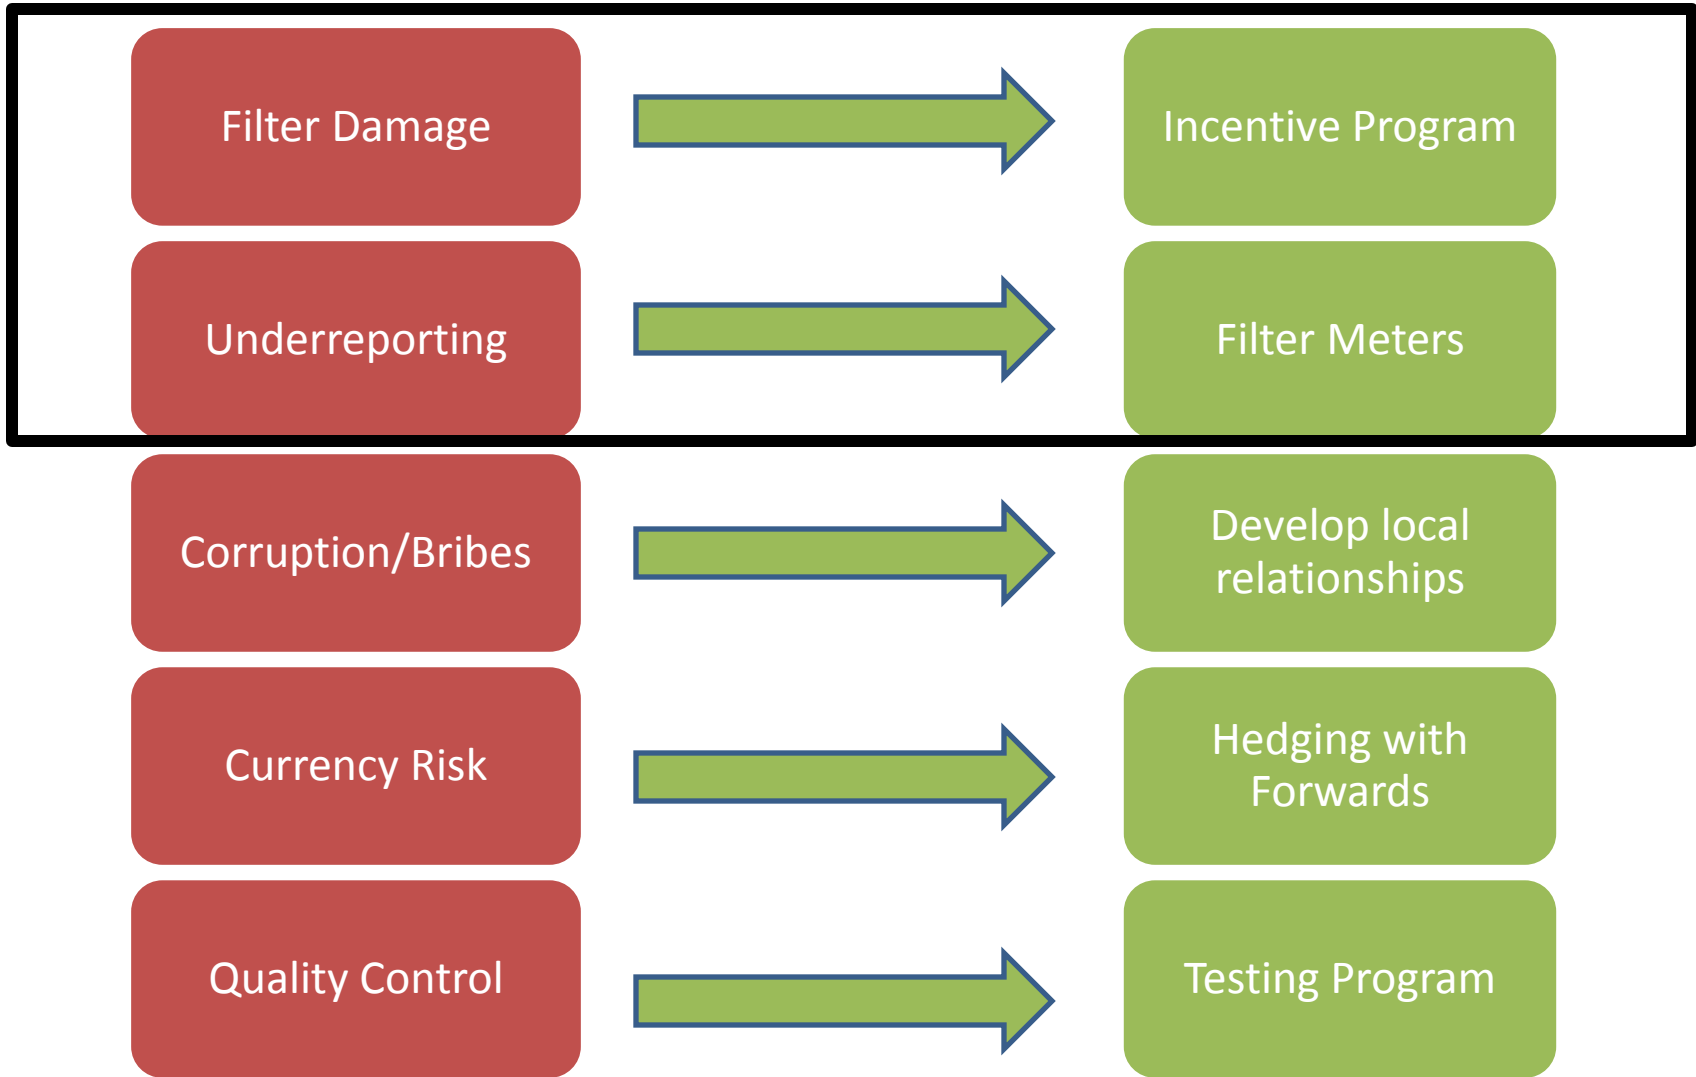 Filter Damage
Incentive Program
Underreporting
Filter Meters
Corruption/Bribes
Develop local
relationships
Currency Risk
Hedging with
Forwards
Quality Control
Testing Program